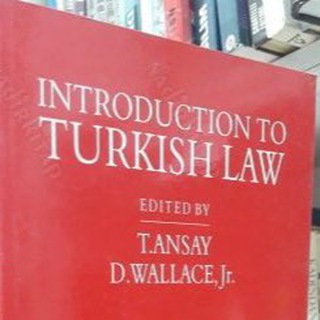 INTRODUCTION TO
TURKISH LAW
EDITED BY
T.ANSAY
D.WALLACE, Jr.